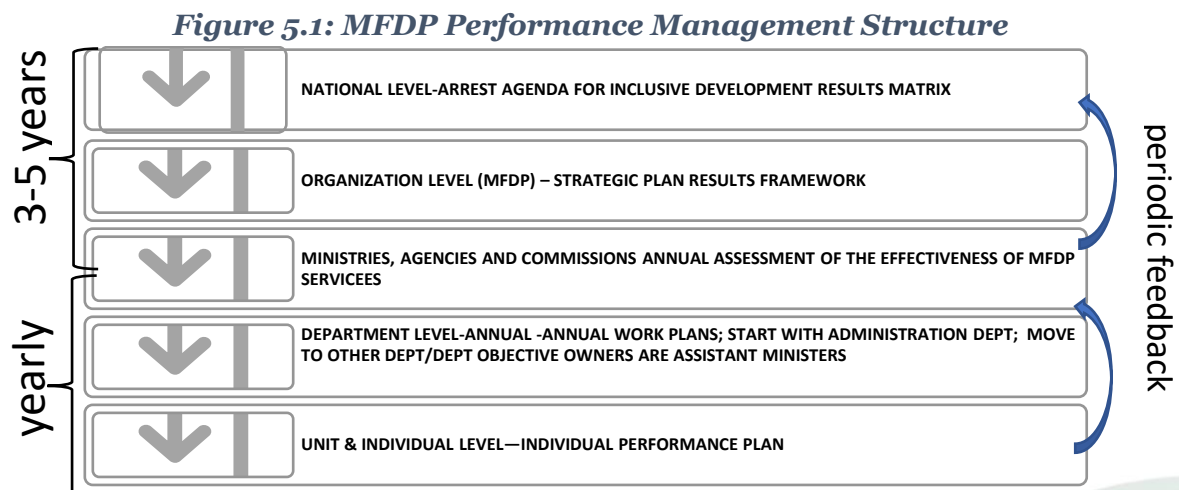 Figure 5.1: MFDP Performance Management Structure
3-5 years
NATIONAL LEVEL-ARREST AGENDA FOR INCLUSIVE DEVELOPMENT RESULTS MATRIX
ORGANIZATION LEVEL (MFDP) – STRATEGIC PLAN RESULTS FRAMEWORK
MINISTRIES, AGENCIES AND COMMISSIONS ANNUAL ASSESSMENT OF THE EFFECTIVENESS OF MFDP
SERVICEES
yearly
DEPARTMENT LEVEL-ANNUAL -ANNUAL WORK PLANS; START WITH ADMINISTRATION DEPT; MOVE
TO OTHER DEPT/DEPT OBJECTIVE OWNERS ARE ASSISTANT MINISTERS
UNIT & INDIVIDUAL LEVEL—INDIVIDUAL PERFORMANCE PLAN
periodic feedback